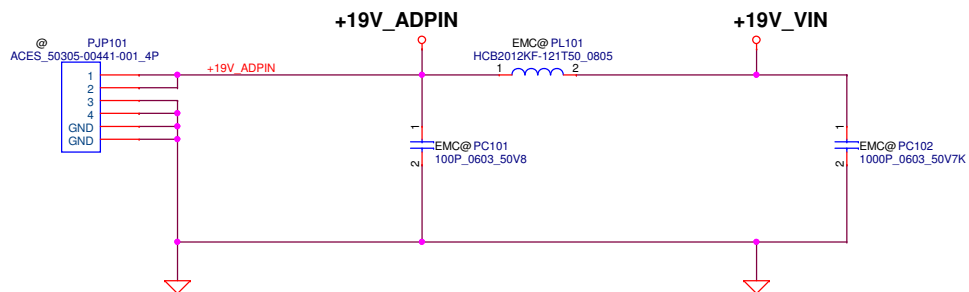 +19V_ADPIN
+19V_VIN
@ PJP101
ACES_50305-00441-001_4P
EMC@ PL101
HCB2012KF-121T50_0805
1
2
3
4
GND
GND
+19V_ADPIN
1 2
1
EMC@ PC101
2 100P_0603_50V8
1
EMC@ PC102
2 1000P_0603_50V7K